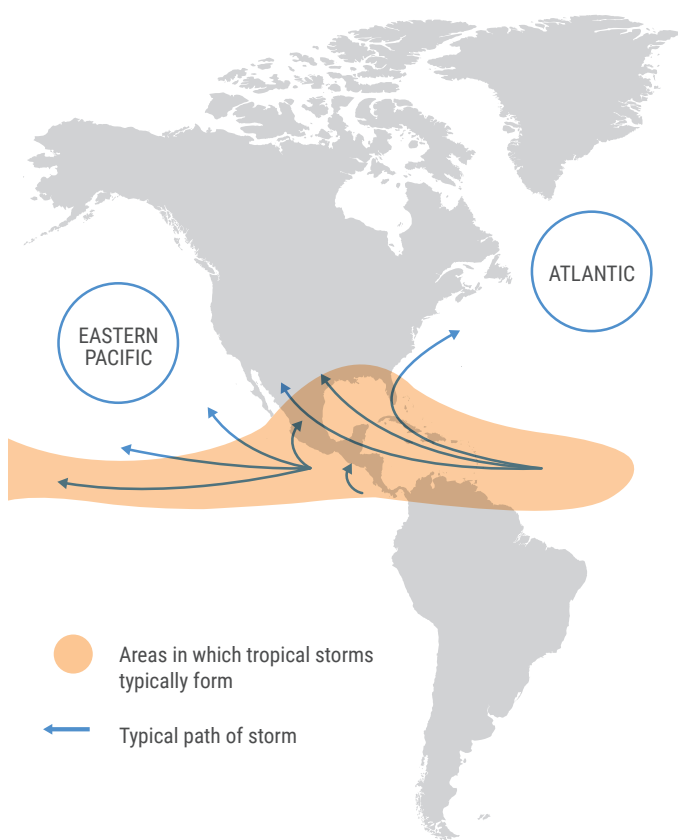 ATLANTIC
EASTERN
PACIFIC
Areas in which tropical storms
typically form
Typical path of storm